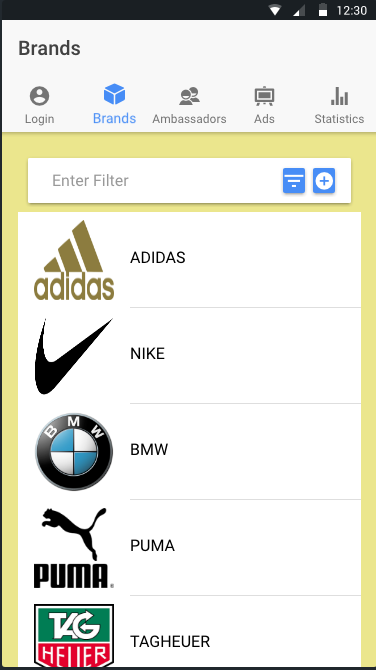 12:30
Brands
Login
Brands
Ambassadors
Ads
Statistics
Enter Filter
adidas
ADIDAS
NIKE
BMW
BMW
PUMA
PUMA®
TAG
HEUER
TAGHEUER